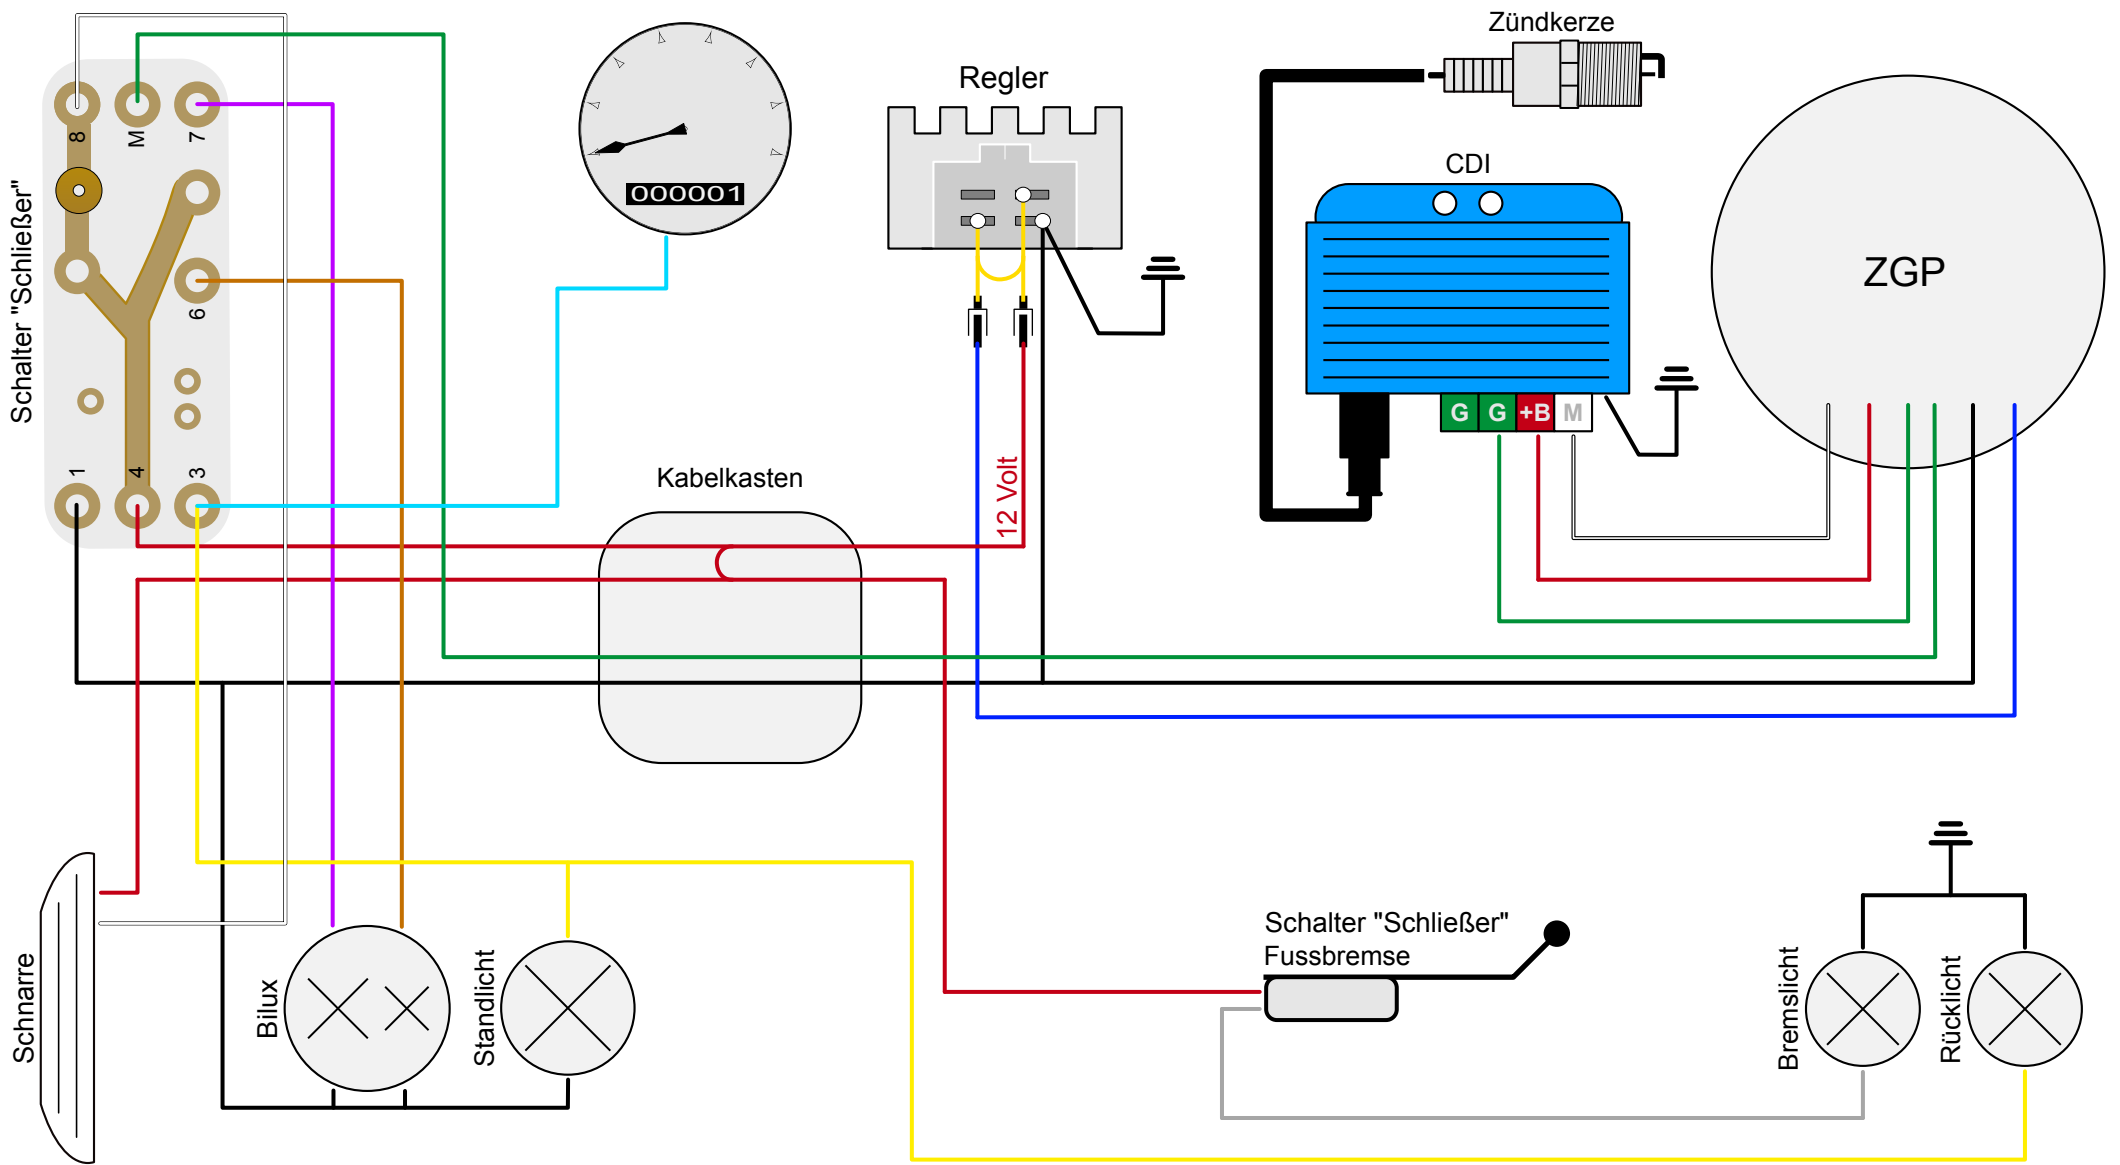 Zündkerze
Regler
CDI
ZGP
8
M
7
6
1
4
3
Schalter "Schließer"
000001
G
G
+B
M
Kabelkasten
12 Volt
Schnarre
Bilux
Standlicht
Schalter "Schließer"
Fussbremse
Bremslicht
Rücklicht